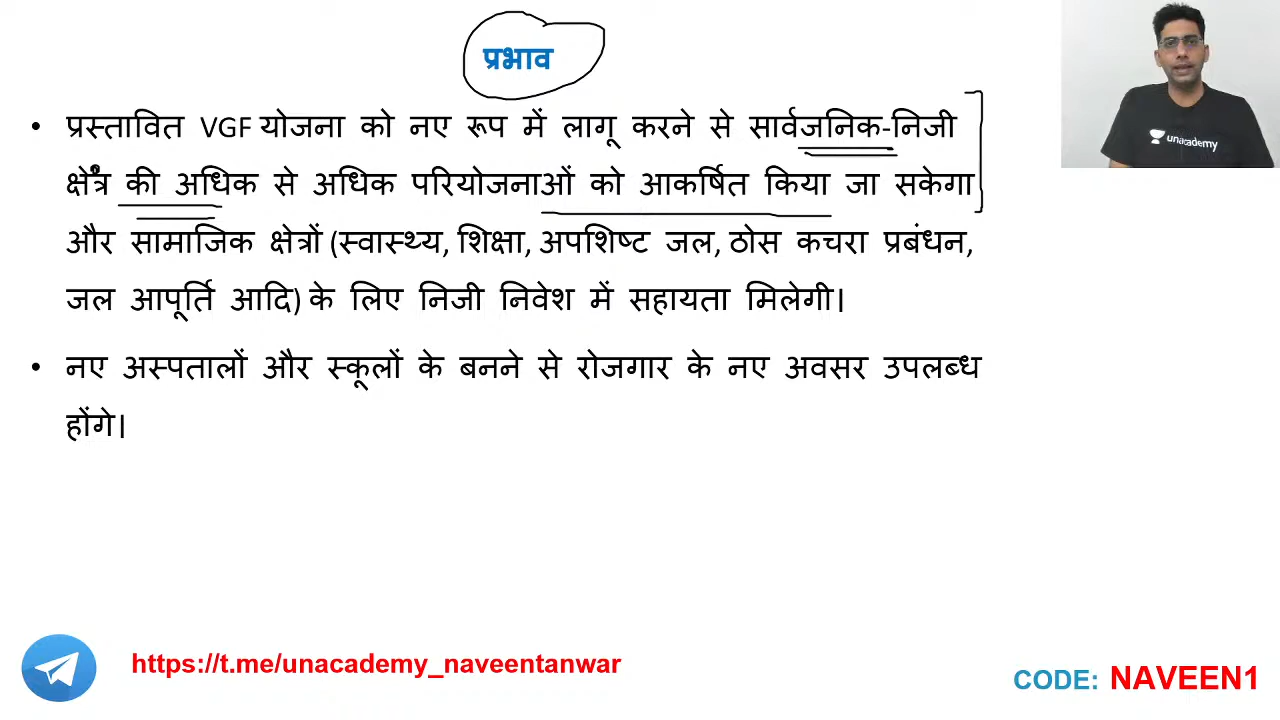 प्रभाव
unacademy
• प्रस्तावित VGF योजना को नए रूप में लागू करने से सार्वजनिक-निजी
क्षेत्र की अधिक से अधिक परियोजनाओं को आकर्षित किया जा सकेगा
और सामाजिक क्षेत्रों (स्वास्थ्य, शिक्षा, अपशिष्ट जल, ठोस कचरा प्रबंधन,
जल आपूर्ति आदि) के लिए निजी निवेश में सहायता मिलेगी।
• नए अस्पतालों और स्कूलों के बनने से रोजगार के नए अवसर उपलब्ध
होंगे।
https://t.me/unacademy_naveentanwar
CODE: NAVEEN1